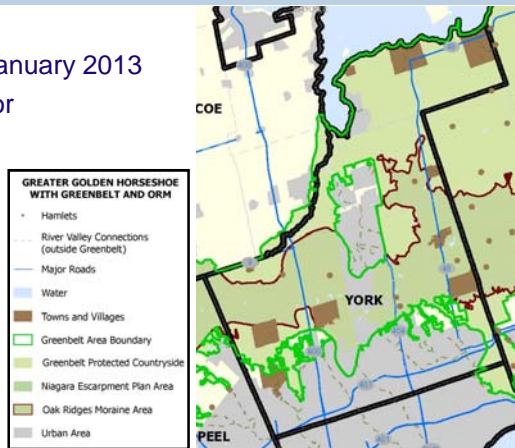 anuary 2013
or
COE
YORK
PEEL
400
404
GREATER GOLDEN HORSESHOE
WITH GREENBELT AND ORM
Hamlets
River Valley Connections
(outside Greenbelt)
Major Roads
Water
Towns and Villages
Greenbelt Area Boundary
Greenbelt Protected Countryside
Niagara Escarpment Plan Area
Oak Ridges Moraine Area
Urban Area